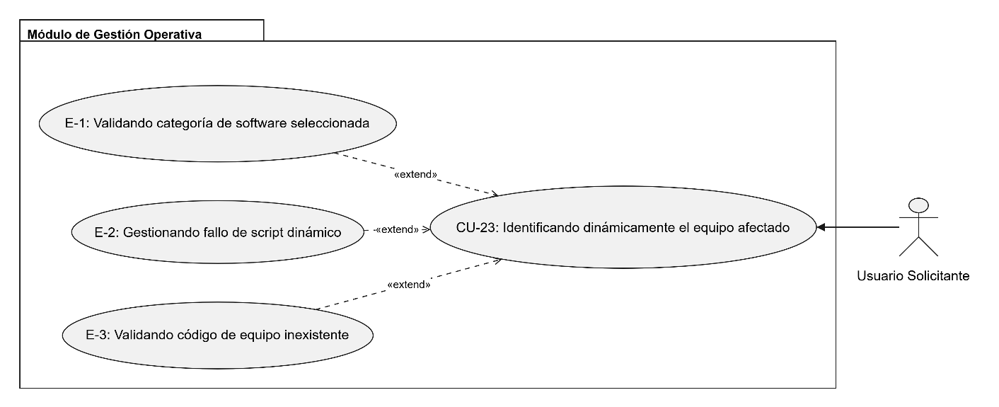 Módulo de Gestión Operativa
E-1: Validando categoría de software seleccionada
«extend»
E-2: Gestionando fallo de script dinámico
«extend»
CU-23: Identificando dinámicamente el equipo afectado
Usuario Solicitante
«extend»
E-3: Validando código de equipo inexistente